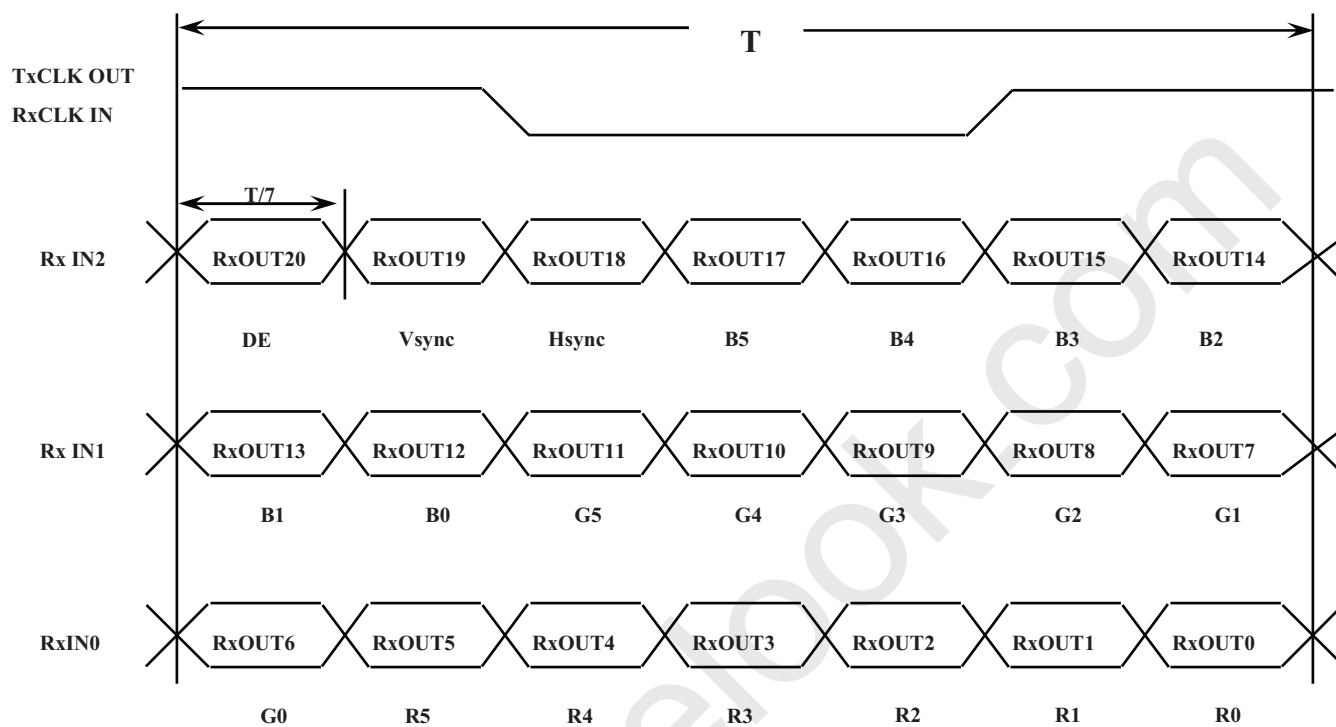 T
TxCLK OUT
RxCLK IN
T/7
Rx IN2 RxOUT20 RxOUT19 RxOUT18 RxOUT17 RxOUT16 RxOUT15 RxOUT14
DE Vsync Hsync B5 B4 B3 B2
Rx IN1 RxOUT13 RxOUT12 RxOUT11 RxOUT10 RxOUT9 RxOUT8 RxOUT7
B1 B0 G5 G4 G3 G2 G1
RxIN0 RxOUT6 RxOUT5 RxOUT4 RxOUT3 RxOUT2 RxOUT1 RxOUT0
G0 R5 R4 R3 R2 R1 R0